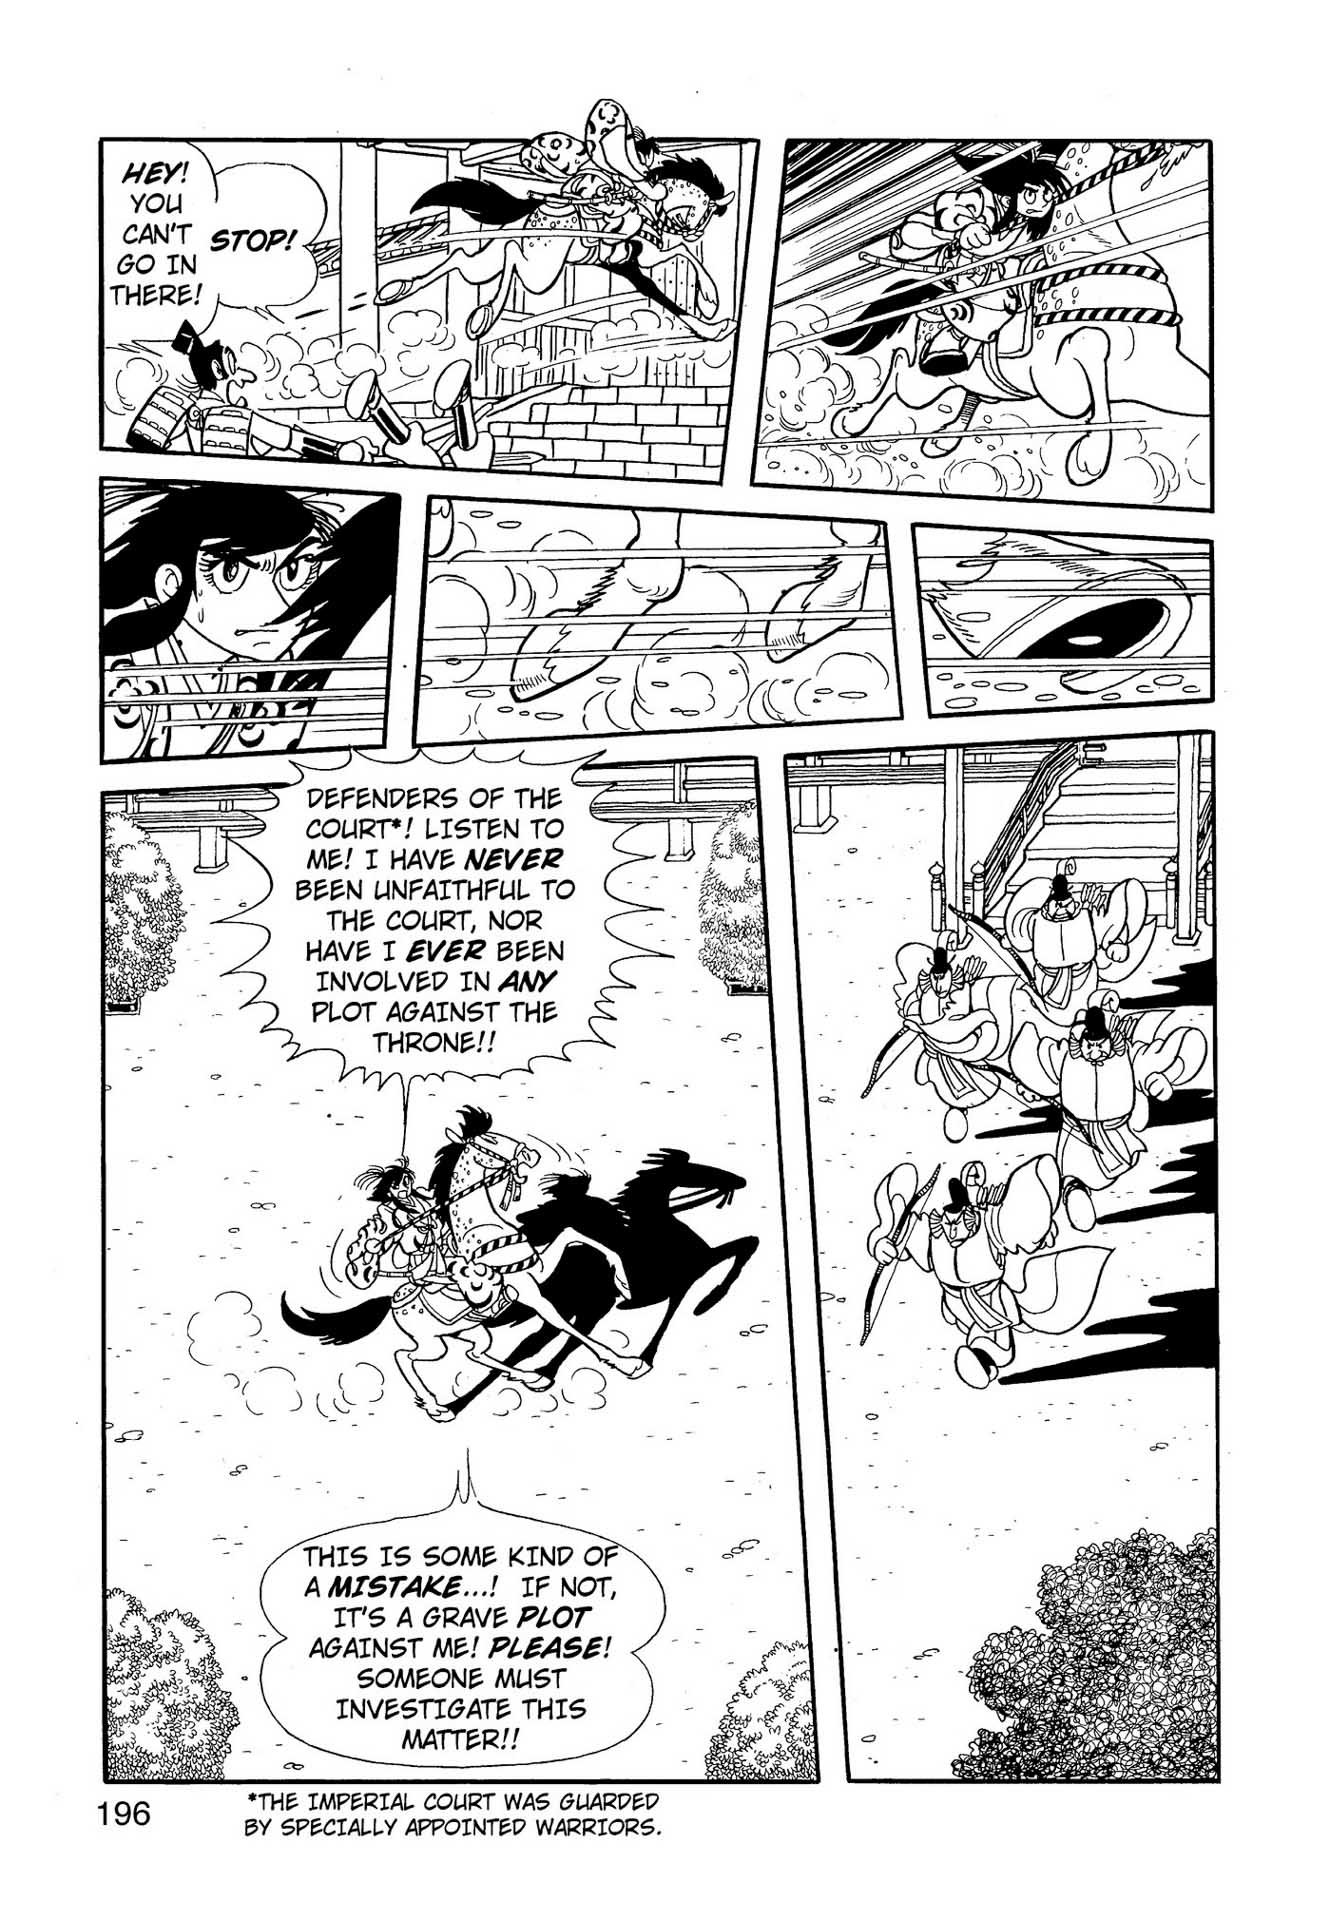 HEY!
YOU
CAN'T
GO IN
THERE!
STOP!
DEFENDERS OF THE
COURT*! LISTEN TO
ME! I HAVE NEVER
BEEN UNFAITHFUL TO
THE COURT, NOR
HAVE I EVER BEEN
INVOLVED IN ANY
PLOT AGAINST THE
THRONE!!
THIS IS SOME KIND OF
A MISTAKE...! IF NOT,
IT'S A GRAVE PLOT
AGAINST ME! PLEASE!
SOMEONE MUST
INVESTIGATE THIS
MATTER!!
196
*THE IMPERIAL COURT WAS GUARDED
BY SPECIALLY APPOINTED WARRIORS.